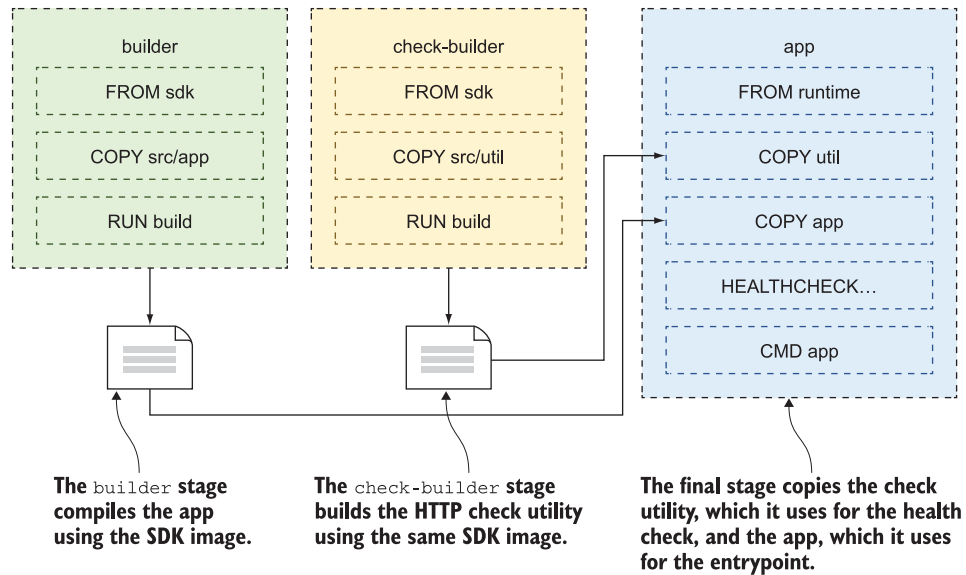 builder
FROM sdk
COPY src/app
RUN build
check-builder
FROM sdk
COPY src/util
RUN build
app
FROM runtime
COPY util
COPY app
HEALTHCHECK…
CMD app
The builder stage
compiles the app
using the SDK image.
The check-builder stage
builds the HTTP check utility
using the same SDK image.
The final stage copies the check
utility, which it uses for the health
check, and the app, which it uses
for the entrypoint.